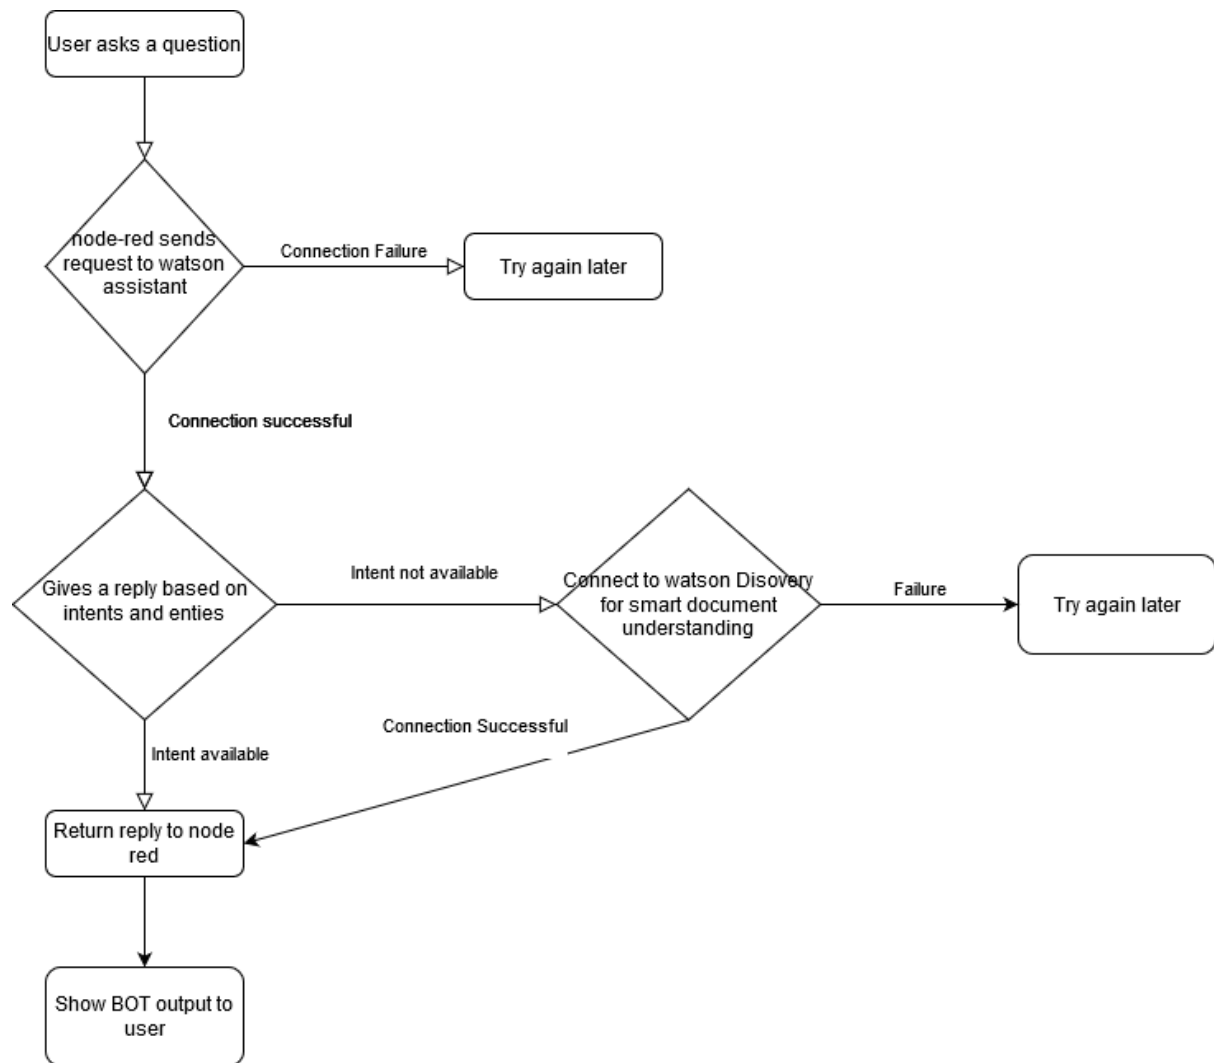 User asks a question
node-red sends
request to watson
assistant
Connection Failure
Try again later
Connection successful
Gives a reply based on
intents and enties
Intent not available
Connect to watson Disovery
for smart document
understanding
Failure
Try again later
Connection Successful
Intent available
Return reply to node
red
Show BOT output to
user